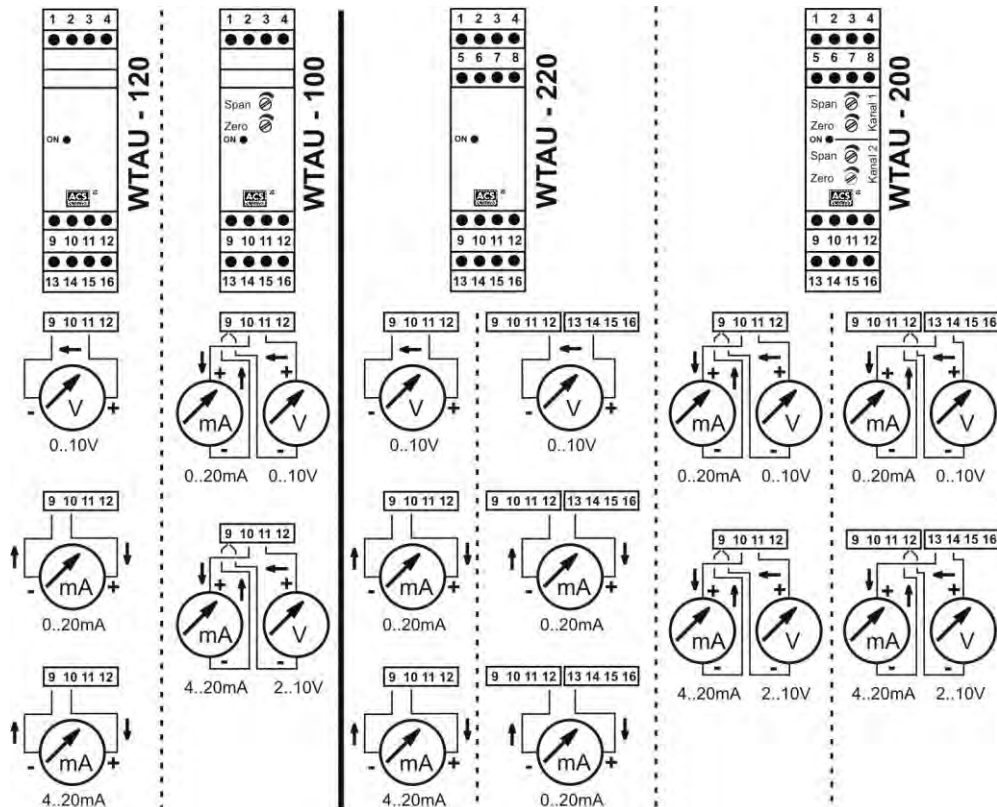 1 2 3 4
ON
ACS
9 10 11 12
13 14 15 16
WTAU - 120
1 2 3 4
Span
Zero
ON
ACS
9 10 11 12
13 14 15 16
WTAU - 100
1 2 3 4
5 6 7 8
ON
ACS
9 10 11 12
13 14 15 16
WTAU - 220
1 2 3 4
5 6 7 8
Span
Zero
Kanal 1
ON
Span
Zero
Kanal 2
ACS
9 10 11 12
13 14 15 16
WTAU - 200
9 10 11 12
- V +
0..10V
9 10 11 12
- mA +
0..20mA
9 10 11 12
- mA +
4..20mA
9 10 11 12
+ +
mA V
- -
0..20mA 0..10V
9 10 11 12
+ +
mA V
- -
4..20mA 2..10V
9 10 11 12
- V +
0..10V
9 10 11 12 13 14 15 16
- V +
0..10V
9 10 11 12
- mA +
0..20mA
9 10 11 12 13 14 15 16
- mA +
0..20mA
9 10 11 12
- mA +
4..20mA
9 10 11 12 13 14 15 16
- mA +
0..20mA
9 10 11 12
+ +
mA V
- -
0..20mA 0..10V
9 10 11 12 13 14 15 16
+ +
mA V
- -
0..20mA 0..10V
9 10 11 12
+ +
mA V
- -
4..20mA 2..10V
9 10 11 12 13 14 15 16
+ +
mA V
- -
4..20mA 2..10V